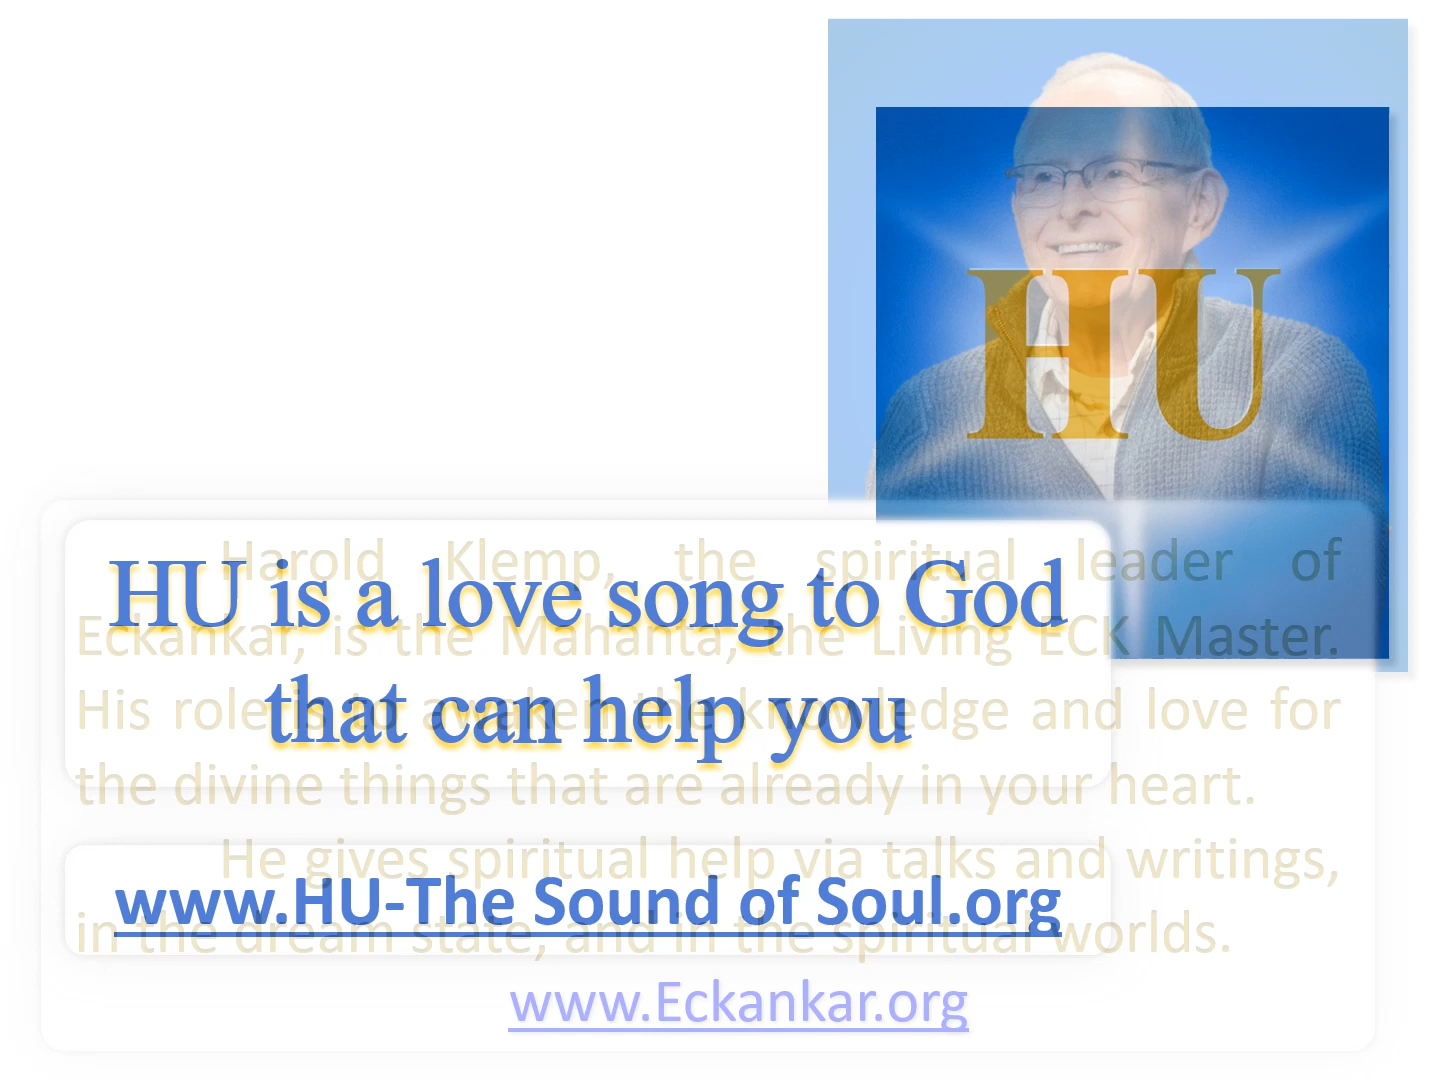 HU
HU is a love song to God
that can help you
www.HU-The Sound of Soul.org
Harold Klemp, the spiritual leader of
Eckankar, is the Mahanta, the Living ECK Master.
His role is to awaken the knowledge and love for
the divine things that are already in your heart.
He gives spiritual help via talks and writings,
in the dream state, and in the spiritual worlds.
www.Eckankar.org